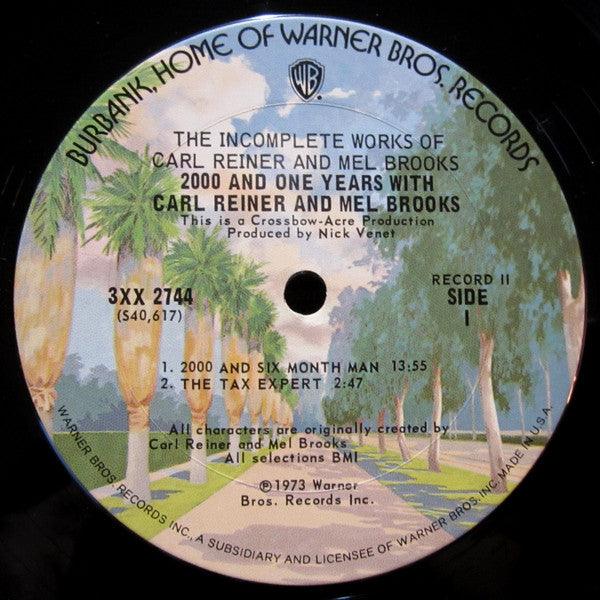 BURBANK, HOME OF WARNER BROS. RECORDS
WB
THE INCOMPLETE WORKS OF
CARL REINER AND MEL BROOKS
2000 AND ONE YEARS WITH
CARL REINER AND MEL BROOKS
This is a Crossbow-Acre Production
Produced by Nick Venet
3XX 2744
(S40,617)
RECORD II
SIDE
I
1. 2000 AND SIX MONTH MAN 13:55
2. THE TAX EXPERT 2:47
All characters are originally created by
Carl Reiner and Mel Brooks
All selections BMI
℗1973 Warner
Bros. Records Inc.
WARNER BROS. RECORDS INC., A SUBSIDIARY AND LICENSEE OF WARNER BROS. INC. MADE IN U.S.A.